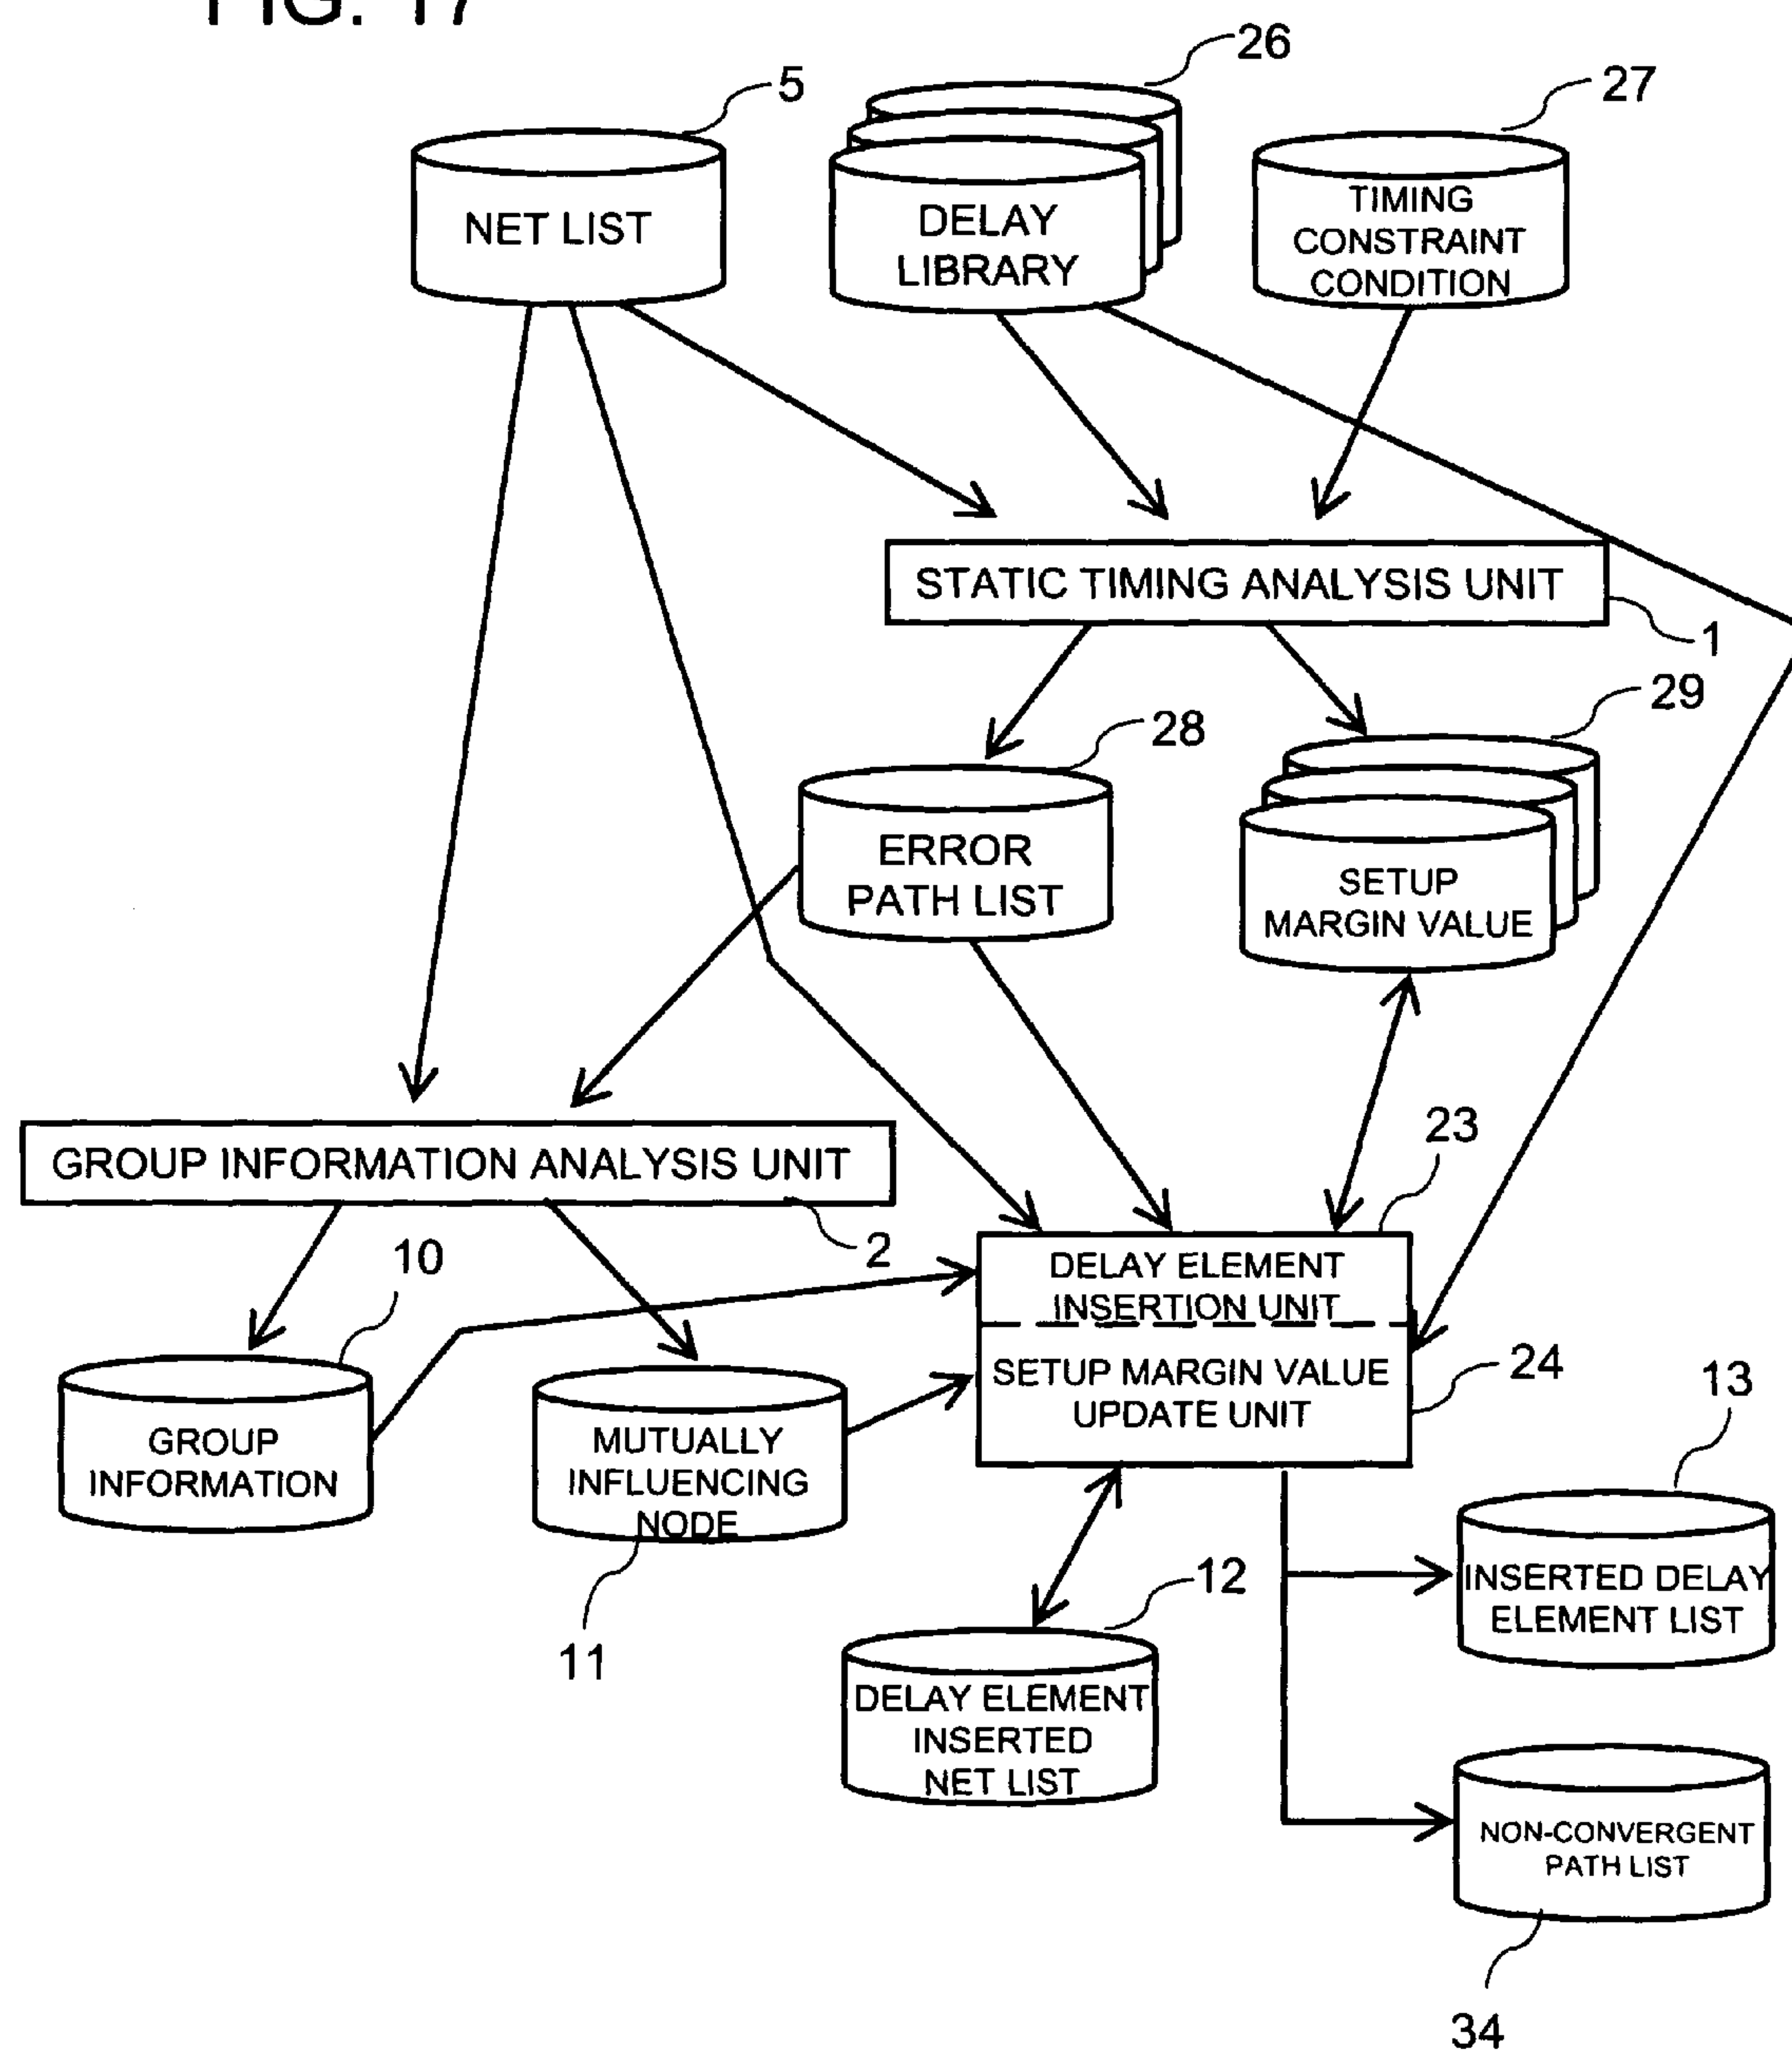 FIG. 17
26
5
27
NET LIST
DELAY
LIBRARY
TIMING
CONSTRAINT
CONDITION
STATIC TIMING ANALYSIS UNIT
1
29
28
ERROR
PATH LIST
SETUP
MARGIN VALUE
23
GROUP INFORMATION ANALYSIS UNIT
2
10
DELAY ELEMENT
INSERTION UNIT
SETUP MARGIN VALUE
UPDATE UNIT
24
13
GROUP
INFORMATION
MUTUALLY
INFLUENCING
NODE
11
12
INSERTED DELAY
ELEMENT LIST
DELAY ELEMENT
INSERTED
NET LIST
NON-CONVERGENT
PATH LIST
34